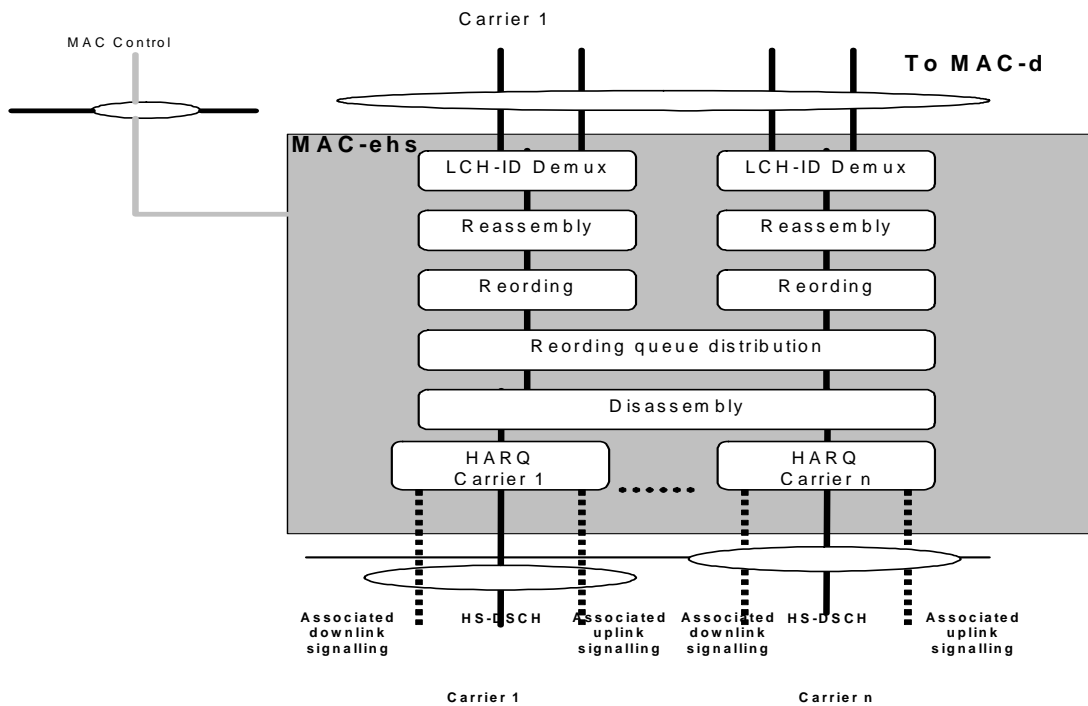 Carrier 1
MAC Control
To MAC-d
MAC-ehs
LCH-ID Demux
LCH-ID Demux
Reassembly
Reassembly
Reording
Reording
Reording queue distribution
Disassembly
HARQ
Carrier 1
HARQ
Carrier n
Associated
downlink
signalling
HS-DSCH
Associated
uplink
signalling
Associated
downlink
signalling
HS-DSCH
Associated
uplink
signalling
Carrier 1
Carrier n